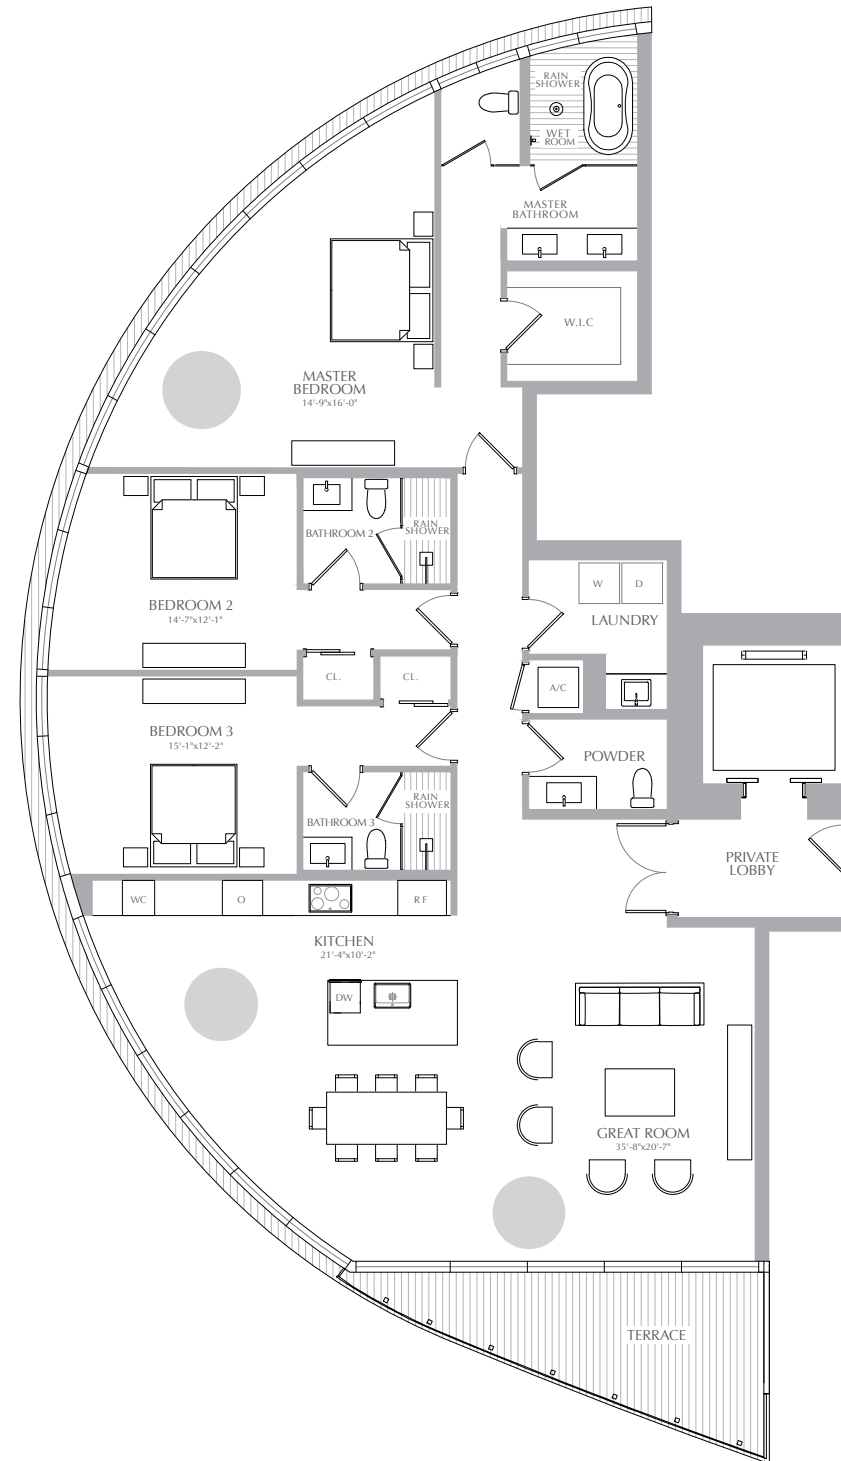 RAIN
SHOWER
WET
ROOM
MASTER
BATHROOM
W.I.C
MASTER
BEDROOM
14'-9"x16'-0"
BATHROOM 2
RAIN
SHOWER
BEDROOM 2
14'-7"x12'-1"
W
D
LAUNDRY
CL.
CL.
A/C
BEDROOM 3
15'-1"x12'-2"
POWDER
RAIN
SHOWER
BATHROOM 3
PRIVATE
LOBBY
WC
O
RF
KITCHEN
21'-4"x10'-2"
DW
GREAT ROOM
35'-8"x20'-7"
TERRACE